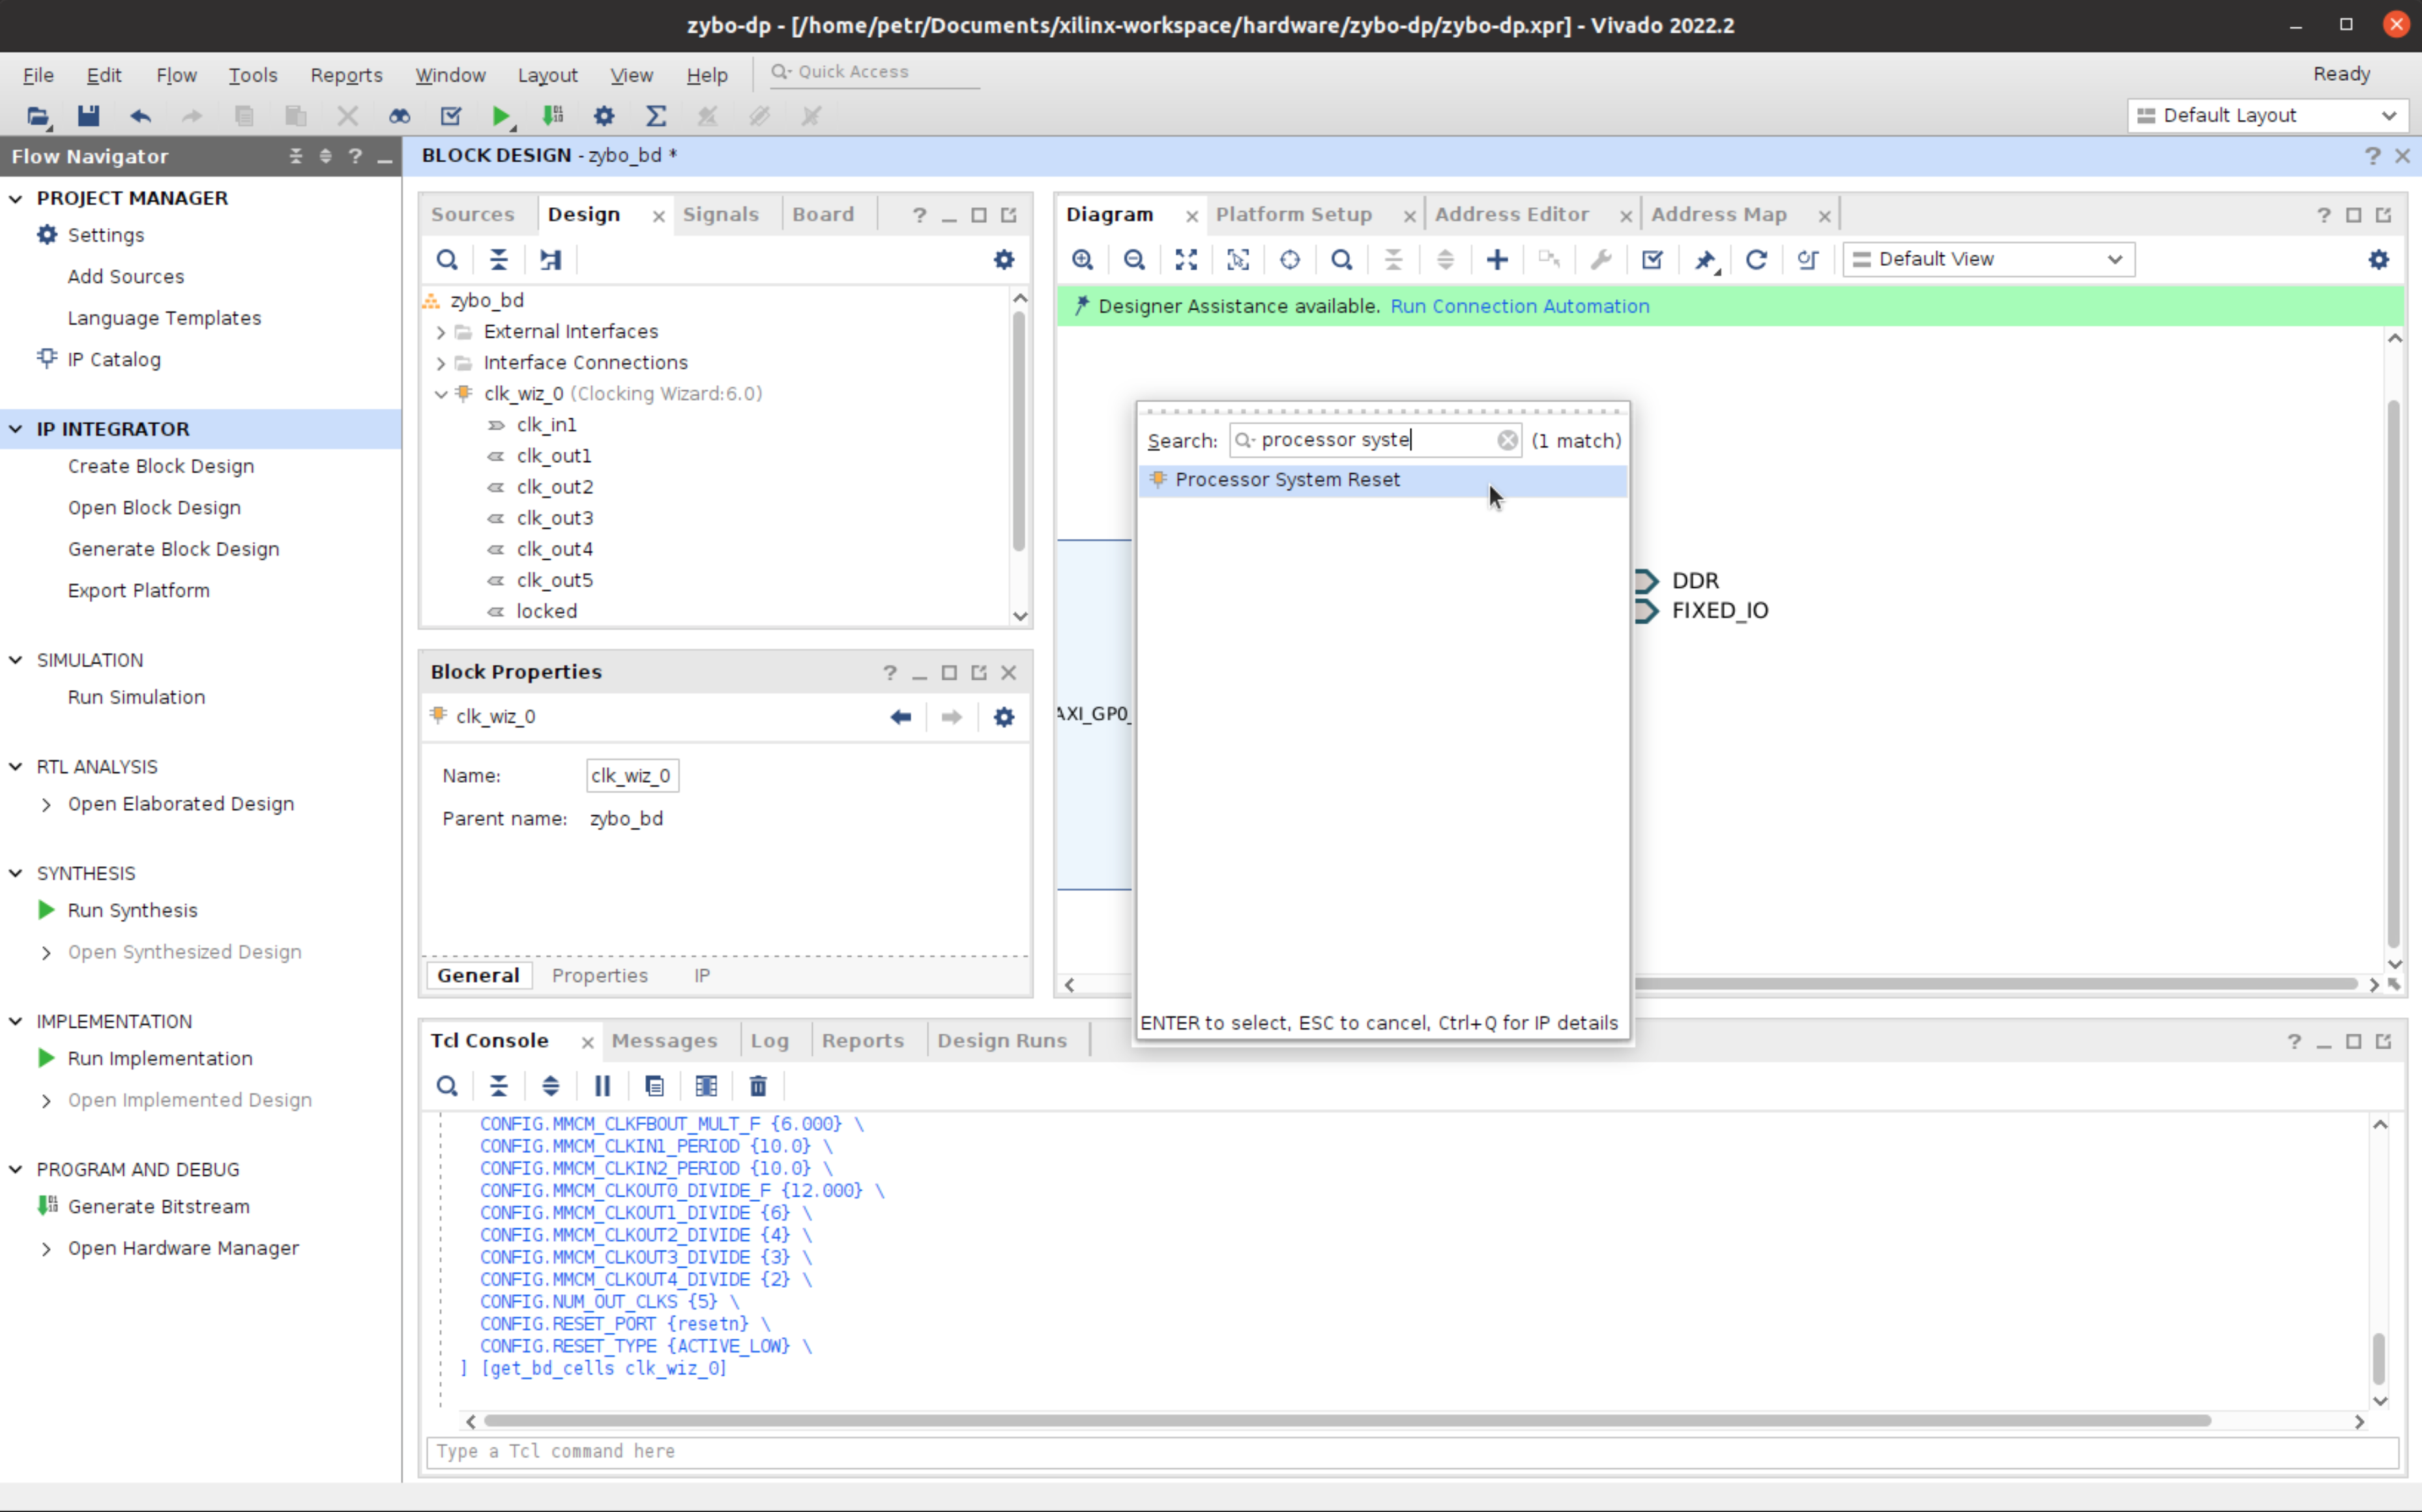 zybo-dp - [/home/petr/Documents/xilinx-workspace/hardware/zybo-dp/zybo-dp.xpr] - Vivado 2022.2
File Edit Flow Tools Reports Window Layout View Help Quick Access Ready
Default Layout
Flow Navigator
PROJECT MANAGER
Settings
Add Sources
Language Templates
IP Catalog
IP INTEGRATOR
Create Block Design
Open Block Design
Generate Block Design
Export Platform
SIMULATION
Run Simulation
RTL ANALYSIS
Open Elaborated Design
SYNTHESIS
Run Synthesis
Open Synthesized Design
IMPLEMENTATION
Run Implementation
Open Implemented Design
PROGRAM AND DEBUG
Generate Bitstream
Open Hardware Manager
BLOCK DESIGN - zybo_bd *
Sources Design Signals Board
zybo_bd
External Interfaces
Interface Connections
clk_wiz_0 (Clocking Wizard:6.0)
clk_in1
clk_out1
clk_out2
clk_out3
clk_out4
clk_out5
locked
Block Properties
clk_wiz_0
Name: clk_wiz_0
Parent name: zybo_bd
General Properties IP
Diagram Platform Setup Address Editor Address Map
Default View
Designer Assistance available. Run Connection Automation
Search: processor syste (1 match)
Processor System Reset
ENTER to select, ESC to cancel, Ctrl+Q for IP details
DDR
FIXED_IO
AXI_GP0_
Tcl Console Messages Log Reports Design Runs
CONFIG.MMCM_CLKFBOUT_MULT_F {6.000} \
CONFIG.MMCM_CLKIN1_PERIOD {10.0} \
CONFIG.MMCM_CLKIN2_PERIOD {10.0} \
CONFIG.MMCM_CLKOUT0_DIVIDE_F {12.000} \
CONFIG.MMCM_CLKOUT1_DIVIDE {6} \
CONFIG.MMCM_CLKOUT2_DIVIDE {4} \
CONFIG.MMCM_CLKOUT3_DIVIDE {3} \
CONFIG.MMCM_CLKOUT4_DIVIDE {2} \
CONFIG.NUM_OUT_CLKS {5} \
CONFIG.RESET_PORT {resetn} \
CONFIG.RESET_TYPE {ACTIVE_LOW} \
] [get_bd_cells clk_wiz_0]
Type a Tcl command here